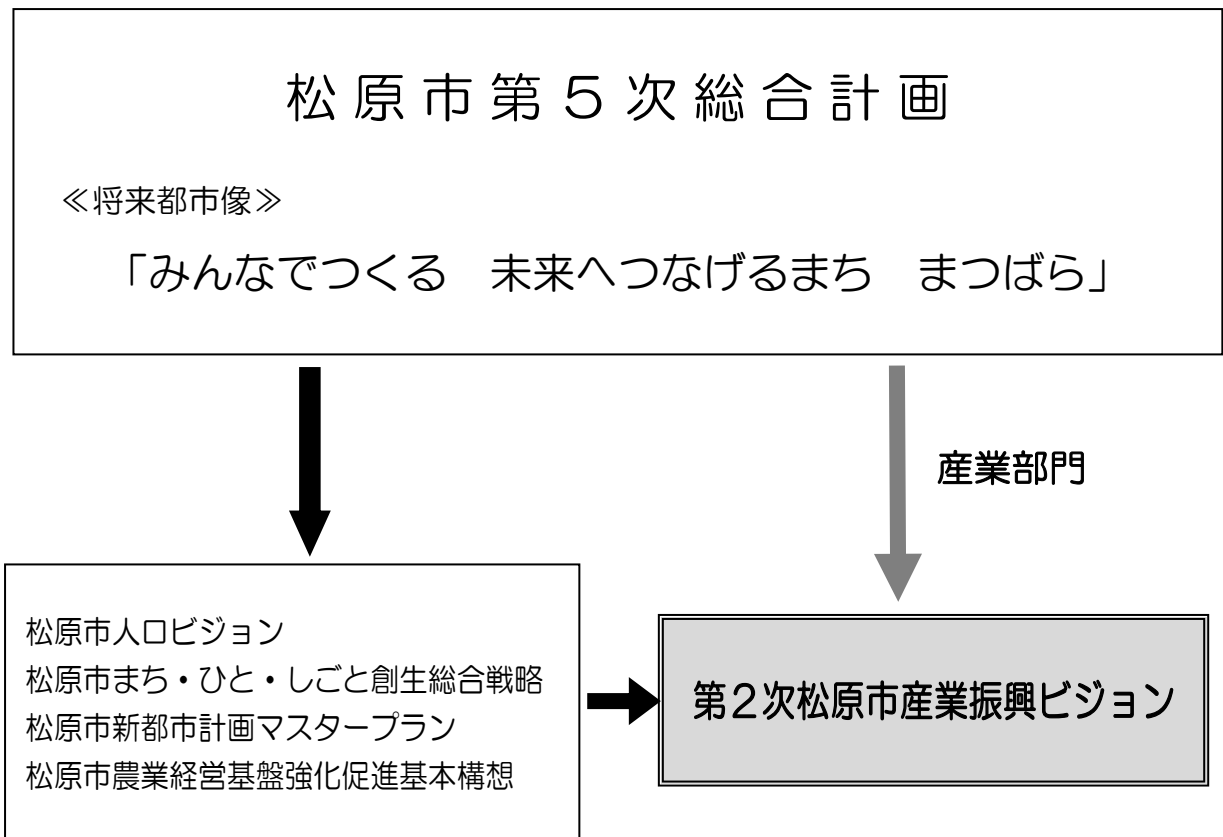 松原市第５次総合計画
≪将来都市像≫
「みんなでつくる　未来へつなげるまち　まつばら」
産業部門
松原市人口ビジョン
松原市まち・ひと・しごと創生総合戦略
松原市新都市計画マスタープラン
松原市農業経営基盤強化促進基本構想
第２次松原市産業振興ビジョン